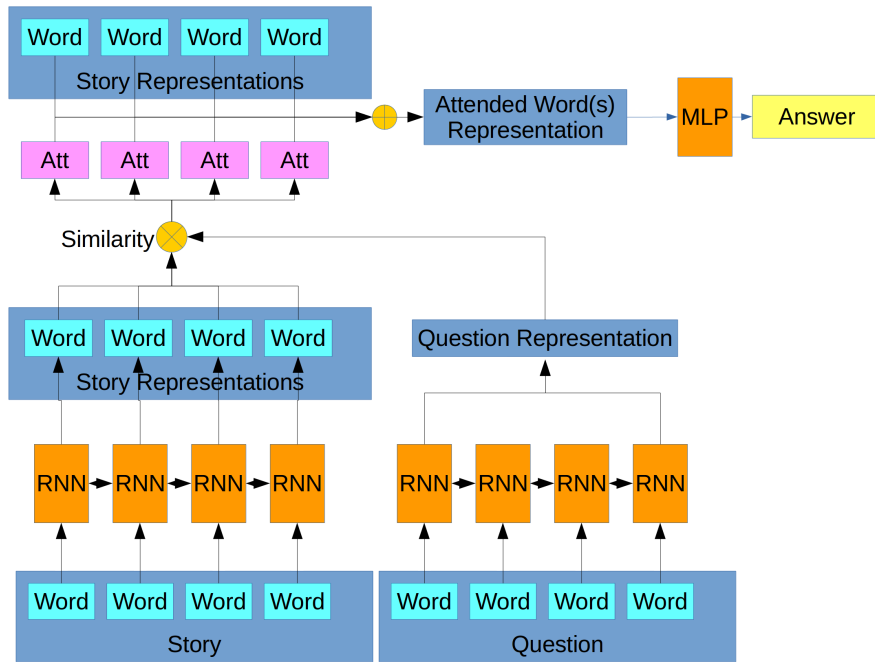 Word Word Word Word
Story Representations
Attended Word(s)
Representation
MLP
Answer
Att Att Att Att
Similarity
Word Word Word Word
Story Representations
Question Representation
RNN RNN RNN RNN
RNN RNN RNN RNN
Word Word Word Word
Story
Word Word Word Word
Question